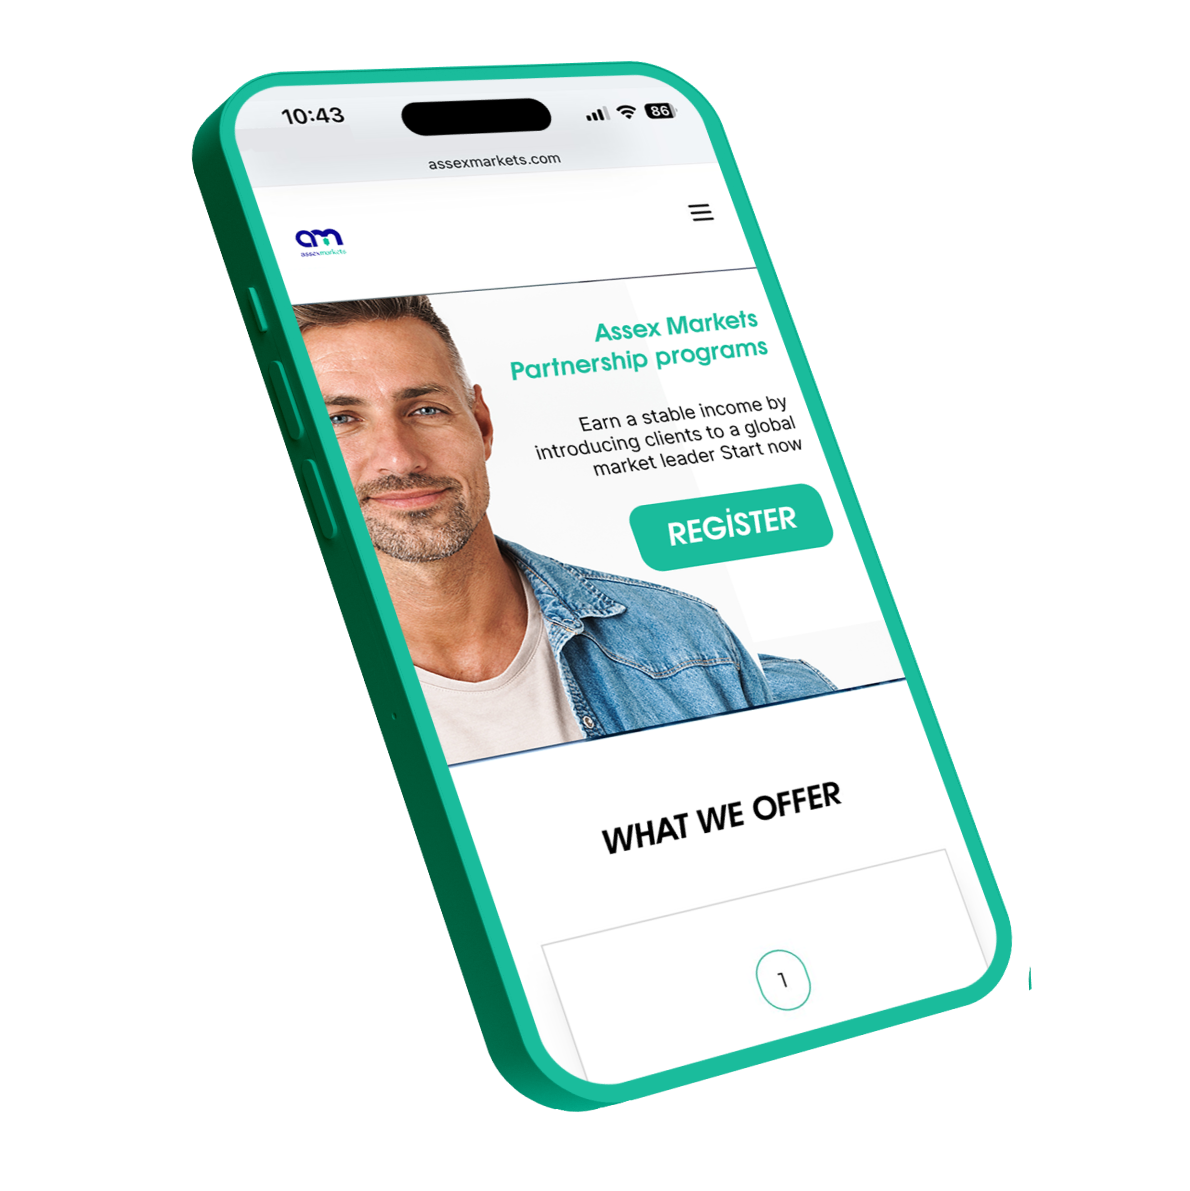 10:43
86
assexmarkets.com
am
assexmarkets
Assex Markets
Partnership programs
Earn a stable income by
introducing clients to a global
market leader Start now
REGİSTER
WHAT WE OFFER
1